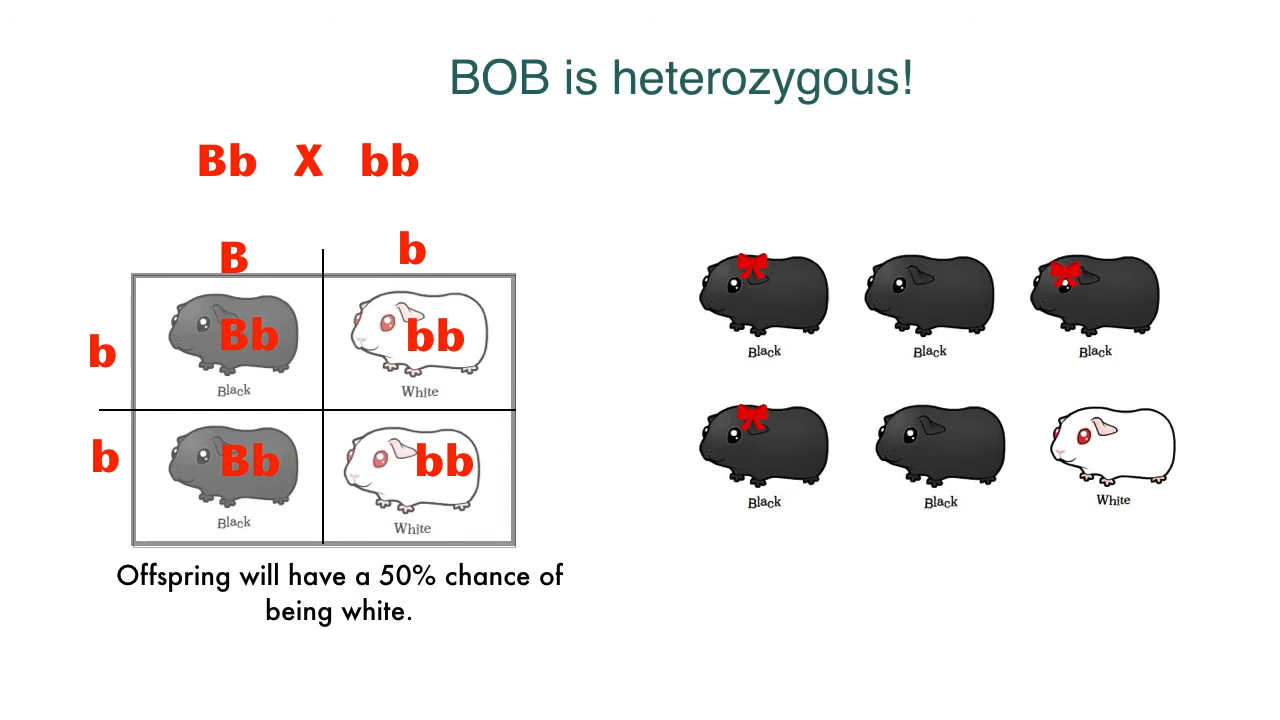 BOB is heterozygous!
Bb X bb
B b
b Bb bb
Black White
b Bb bb
Black White
Offspring will have a 50% chance of
being white.
Black Black Black
Black Black White